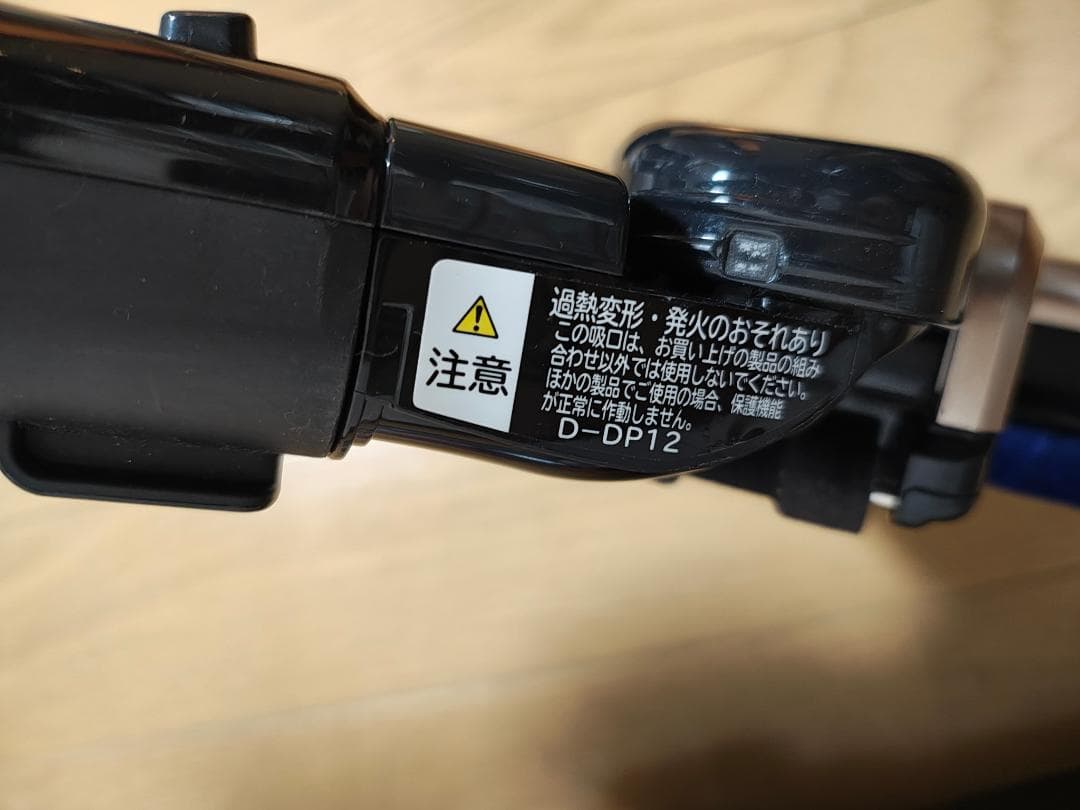 注意
過熱変形・発火のおそれあり
この吸口は、お買い上げの製品の組み
合わせ以外では使用しないでください。
ほかの製品でご使用の場合、保護機能
が正常に作動しません。
D-DP12